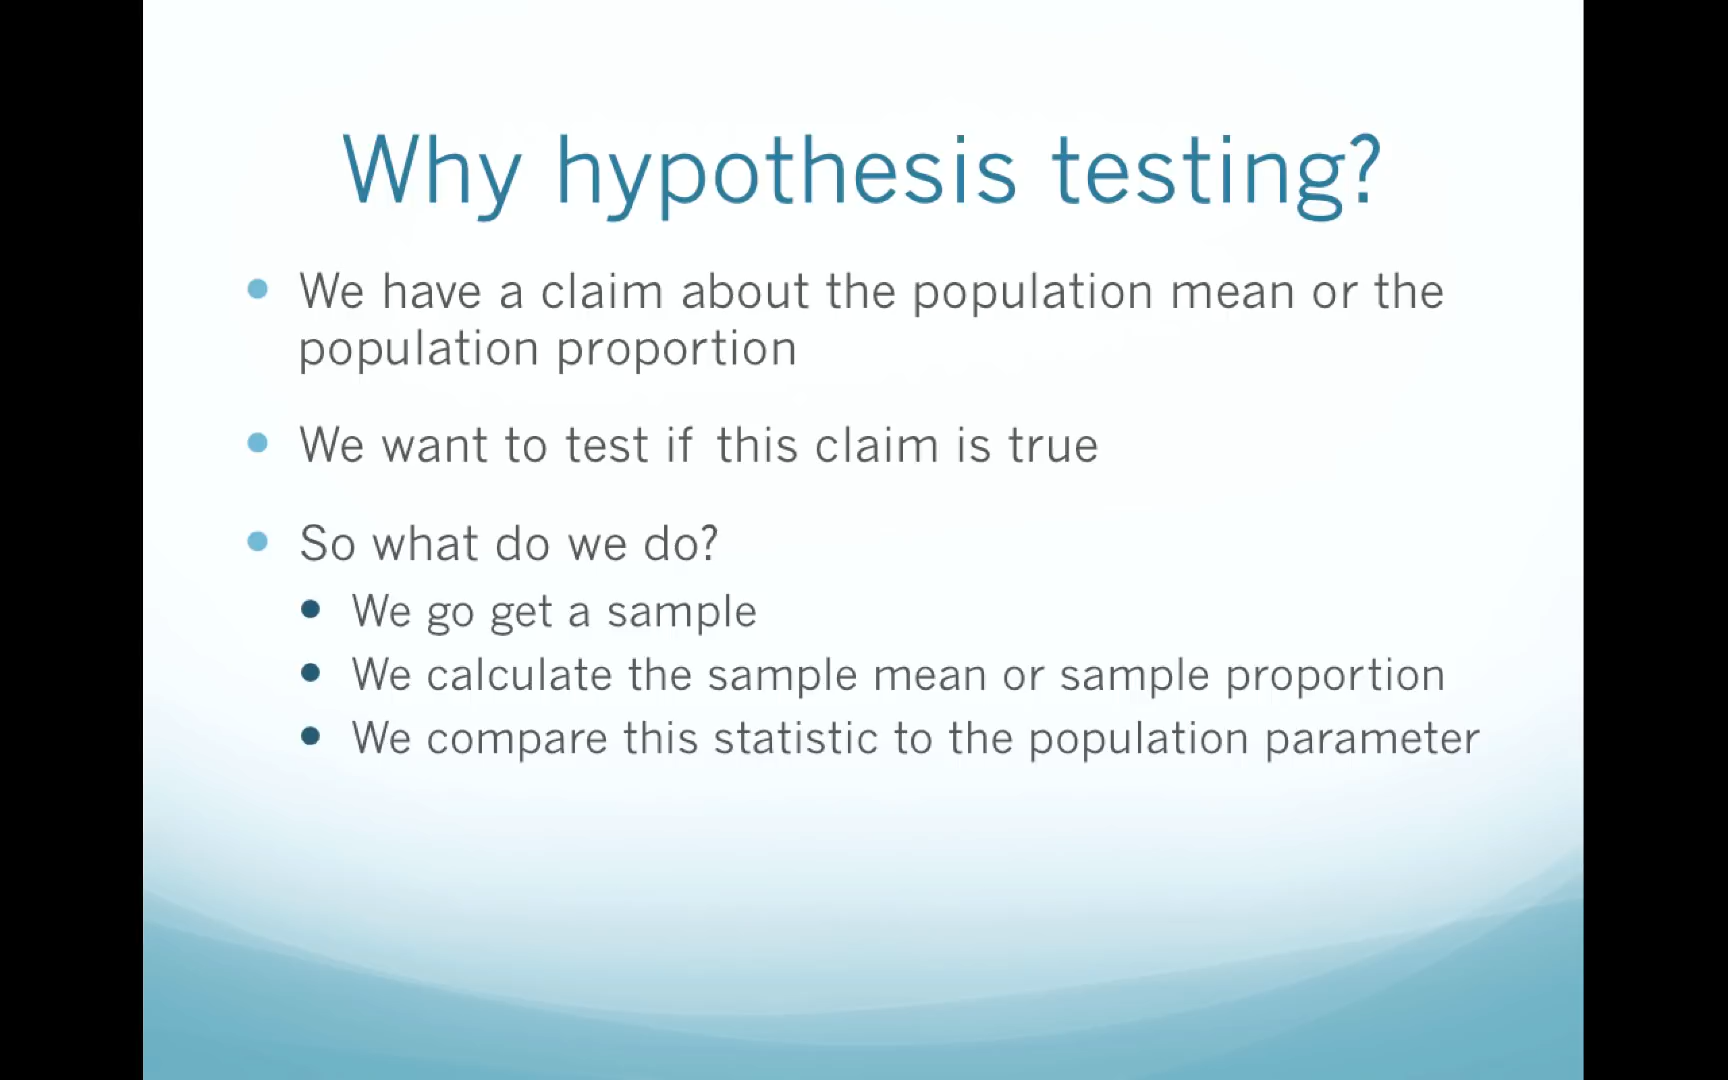 Why hypothesis testing?
We have a claim about the population mean or the
population proportion
We want to test if this claim is true
So what do we do?
We go get a sample
We calculate the sample mean or sample proportion
We compare this statistic to the population parameter